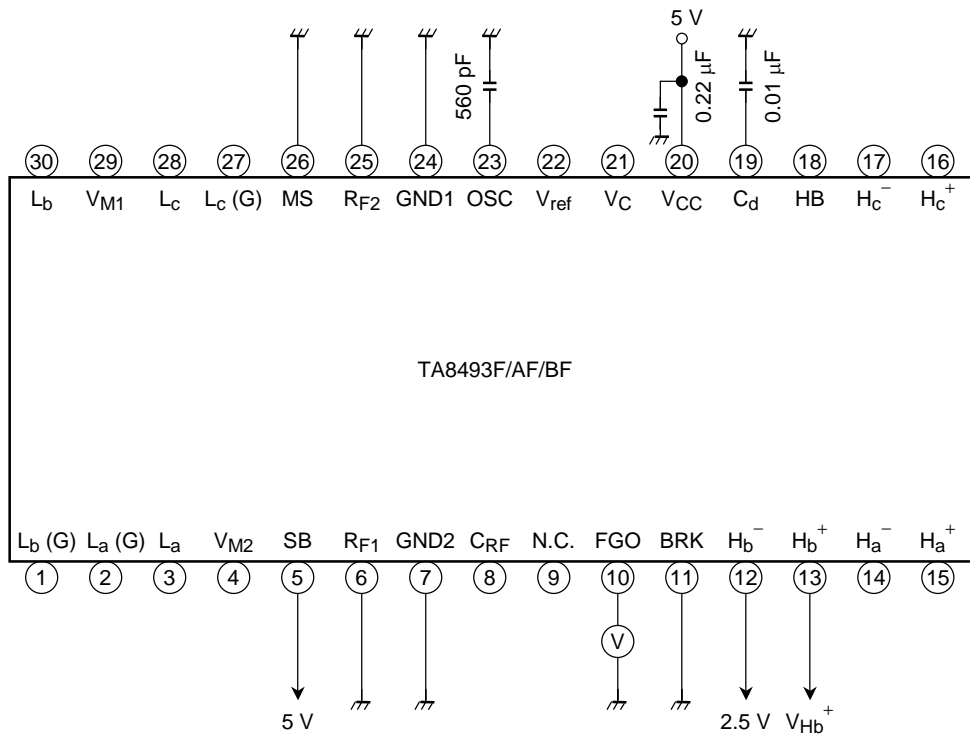 5 V
560 pF
0.22 μF
0.01 μF
30 29 28 27 26 25 24 23 22 21 20 19 18 17 16
Lb VM1 Lc Lc (G) MS RF2 GND1 OSC Vref VC VCC Cd HB Hc− Hc+
TA8493F/AF/BF
Lb (G) La (G) La VM2 SB RF1 GND2 CRF N.C. FGO BRK Hb− Hb+ Ha− Ha+
1 2 3 4 5 6 7 8 9 10 11 12 13 14 15
V
5 V 2.5 V VHb+